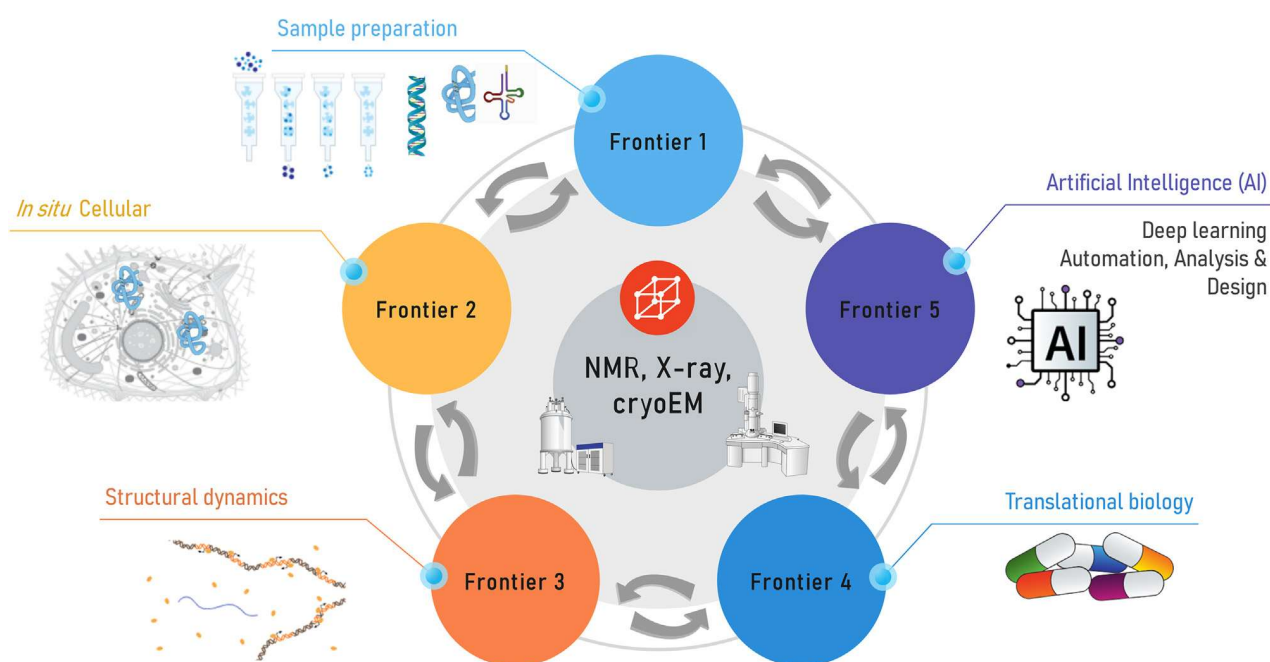 Sample preparation
Frontier 1
Artificial Intelligence (AI)
Deep learning
Automation, Analysis &
Design
AI
In situ Cellular
Frontier 2
Frontier 5
NMR, X-ray,
cryoEM
Structural dynamics
Frontier 3
Frontier 4
Translational biology